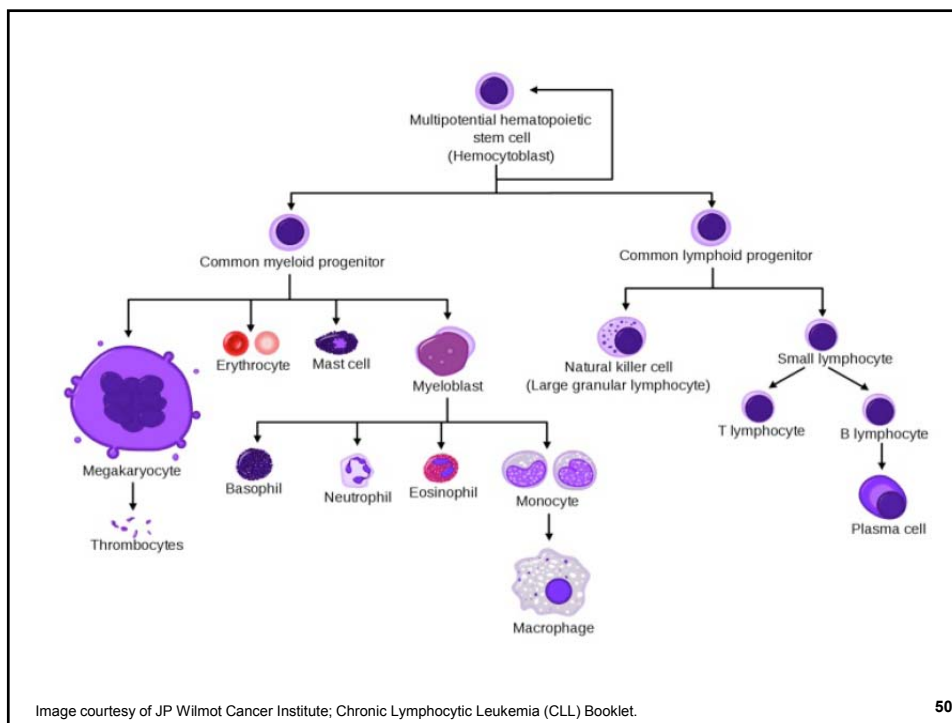 Multipotential hematopoietic
stem cell
(Hemocytoblast)
Common myeloid progenitor
Common lymphoid progenitor
Erythrocyte
Mast cell
Myeloblast
Natural killer cell
(Large granular lymphocyte)
Small lymphocyte
T lymphocyte
B lymphocyte
Megakaryocyte
Basophil
Neutrophil
Eosinophil
Monocyte
Plasma cell
Thrombocytes
Macrophage
Image courtesy of JP Wilmot Cancer Institute; Chronic Lymphocytic Leukemia (CLL) Booklet.
50